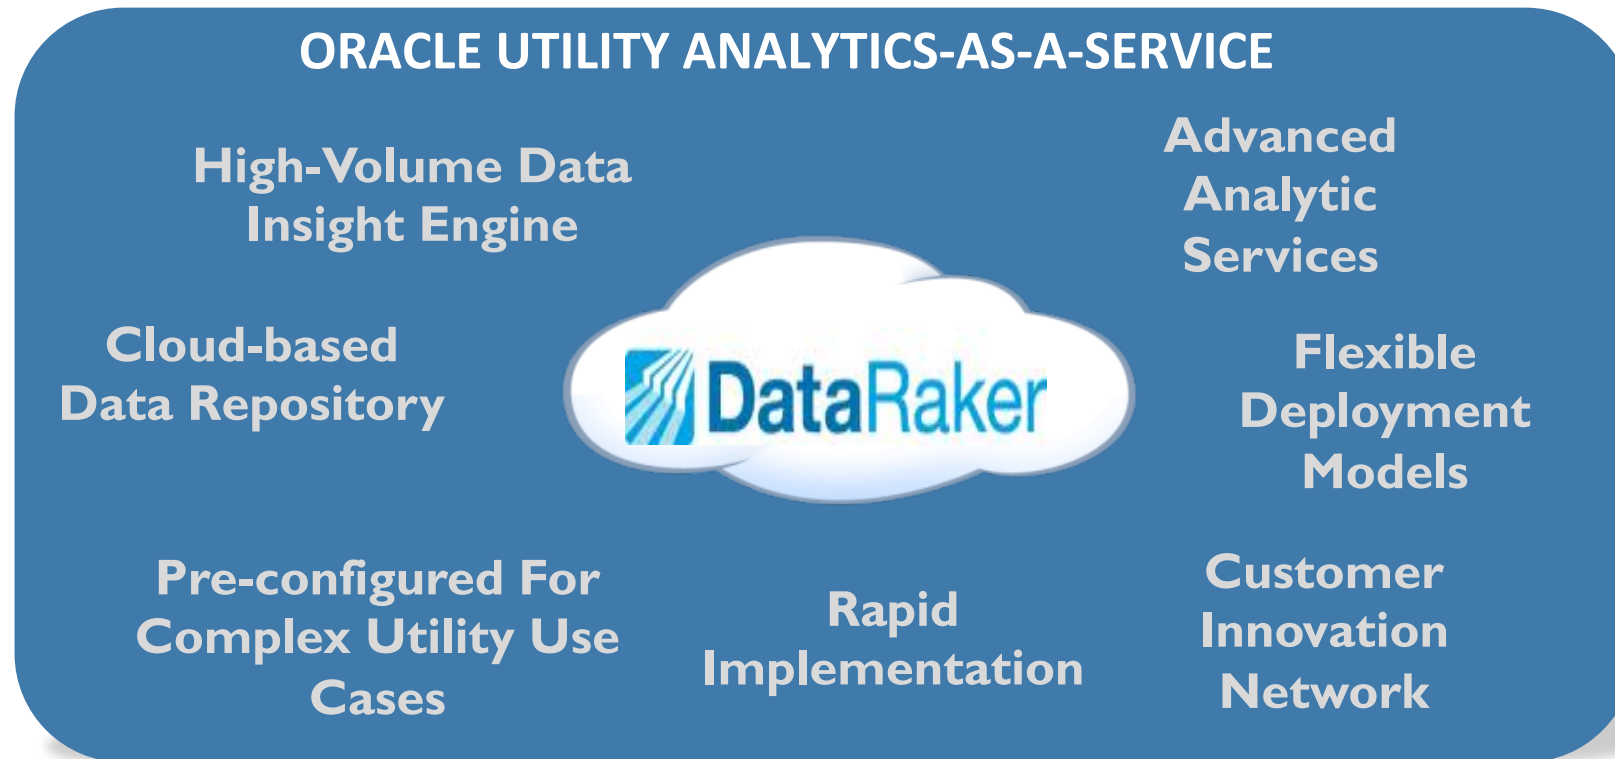 ORACLE UTILITY ANALYTICS-AS-A-SERVICE
High-Volume Data
Insight Engine
Advanced
Analytic
Services
Cloud-based
Data Repository
DataRaker
Flexible
Deployment
Models
Pre-configured For
Complex Utility Use
Cases
Rapid
Implementation
Customer
Innovation
Network